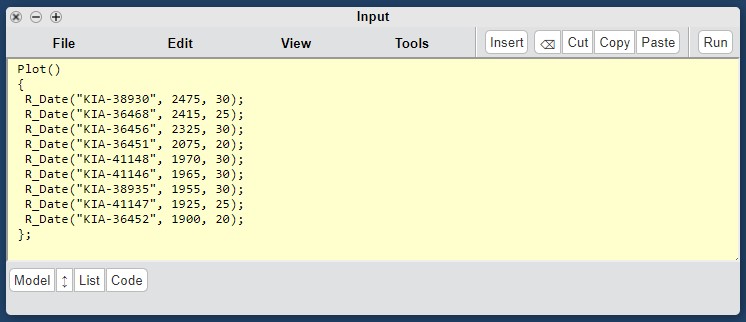 Input
File Edit View Tools Insert Cut Copy Paste Run
Plot()
{
 R_Date("KIA-38930", 2475, 30);
 R_Date("KIA-36468", 2415, 25);
 R_Date("KIA-36456", 2325, 30);
 R_Date("KIA-36451", 2075, 20);
 R_Date("KIA-41148", 1970, 30);
 R_Date("KIA-41146", 1965, 30);
 R_Date("KIA-38935", 1955, 30);
 R_Date("KIA-41147", 1925, 25);
 R_Date("KIA-36452", 1900, 20);
};
Model ↕ List Code